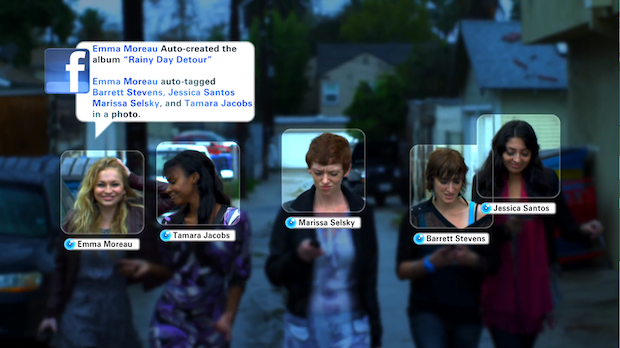 f
Emma Moreau Auto-created the
album “Rainy Day Detour”
Emma Moreau auto-tagged
Barrett Stevens, Jessica Santos
Marissa Selsky, and Tamara Jacobs
in a photo.
Emma Moreau
Tamara Jacobs
Marissa Selsky
Barrett Stevens
Jessica Santos